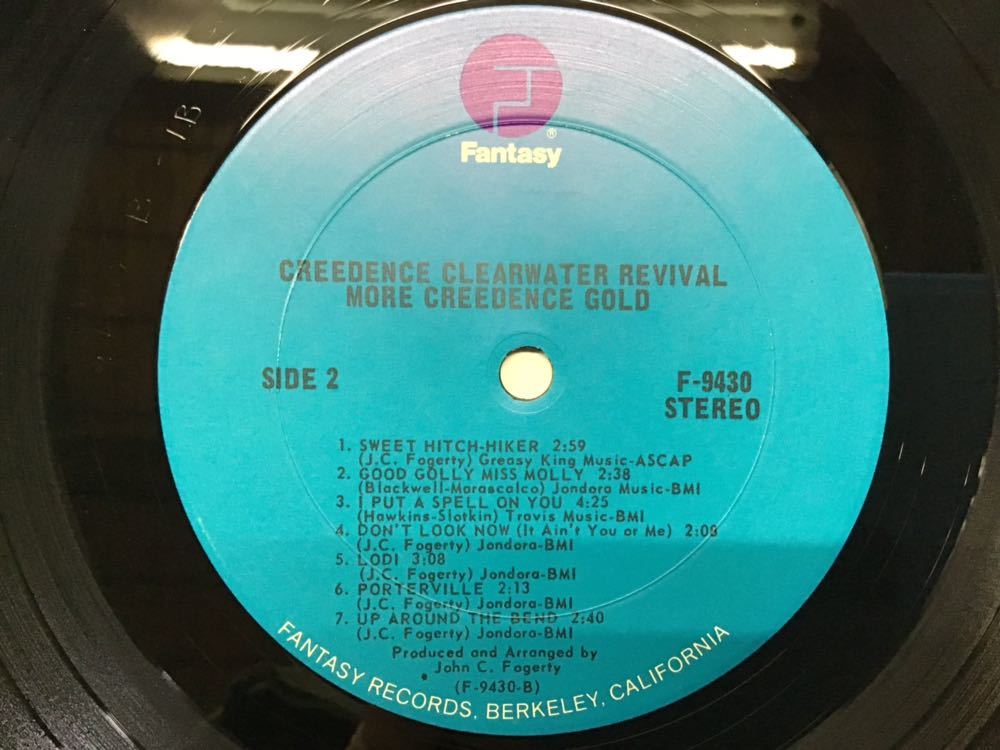 F
®
Fantasy
CREEDENCE CLEARWATER REVIVAL
MORE CREEDENCE GOLD
SIDE 2
F-9430
STEREO
1. SWEET HITCH-HIKER 2:59
(J.C. Fogerty) Greasy King Music-ASCAP
2. GOOD GOLLY MISS MOLLY 2:38
(Blackwell-Marascalco) Jondora Music-BMI
3. I PUT A SPELL ON YOU 4:25
(Hawkins-Slotkin) Travis Music-BMI
4. DON'T LOOK NOW (It Ain't You or Me) 2:08
(J.C. Fogerty) Jondora-BMI
5. LODI 3:08
(J.C. Fogerty) Jondora-BMI
6. PORTERVILLE 2:13
(J.C. Fogerty) Jondora-BMI
7. UP AROUND THE BEND 2:40
(J.C. Fogerty) Jondora-BMI
Produced and Arranged by
John C. Fogerty
(F-9430-B)
FANTASY RECORDS, BERKELEY, CALIFORNIA